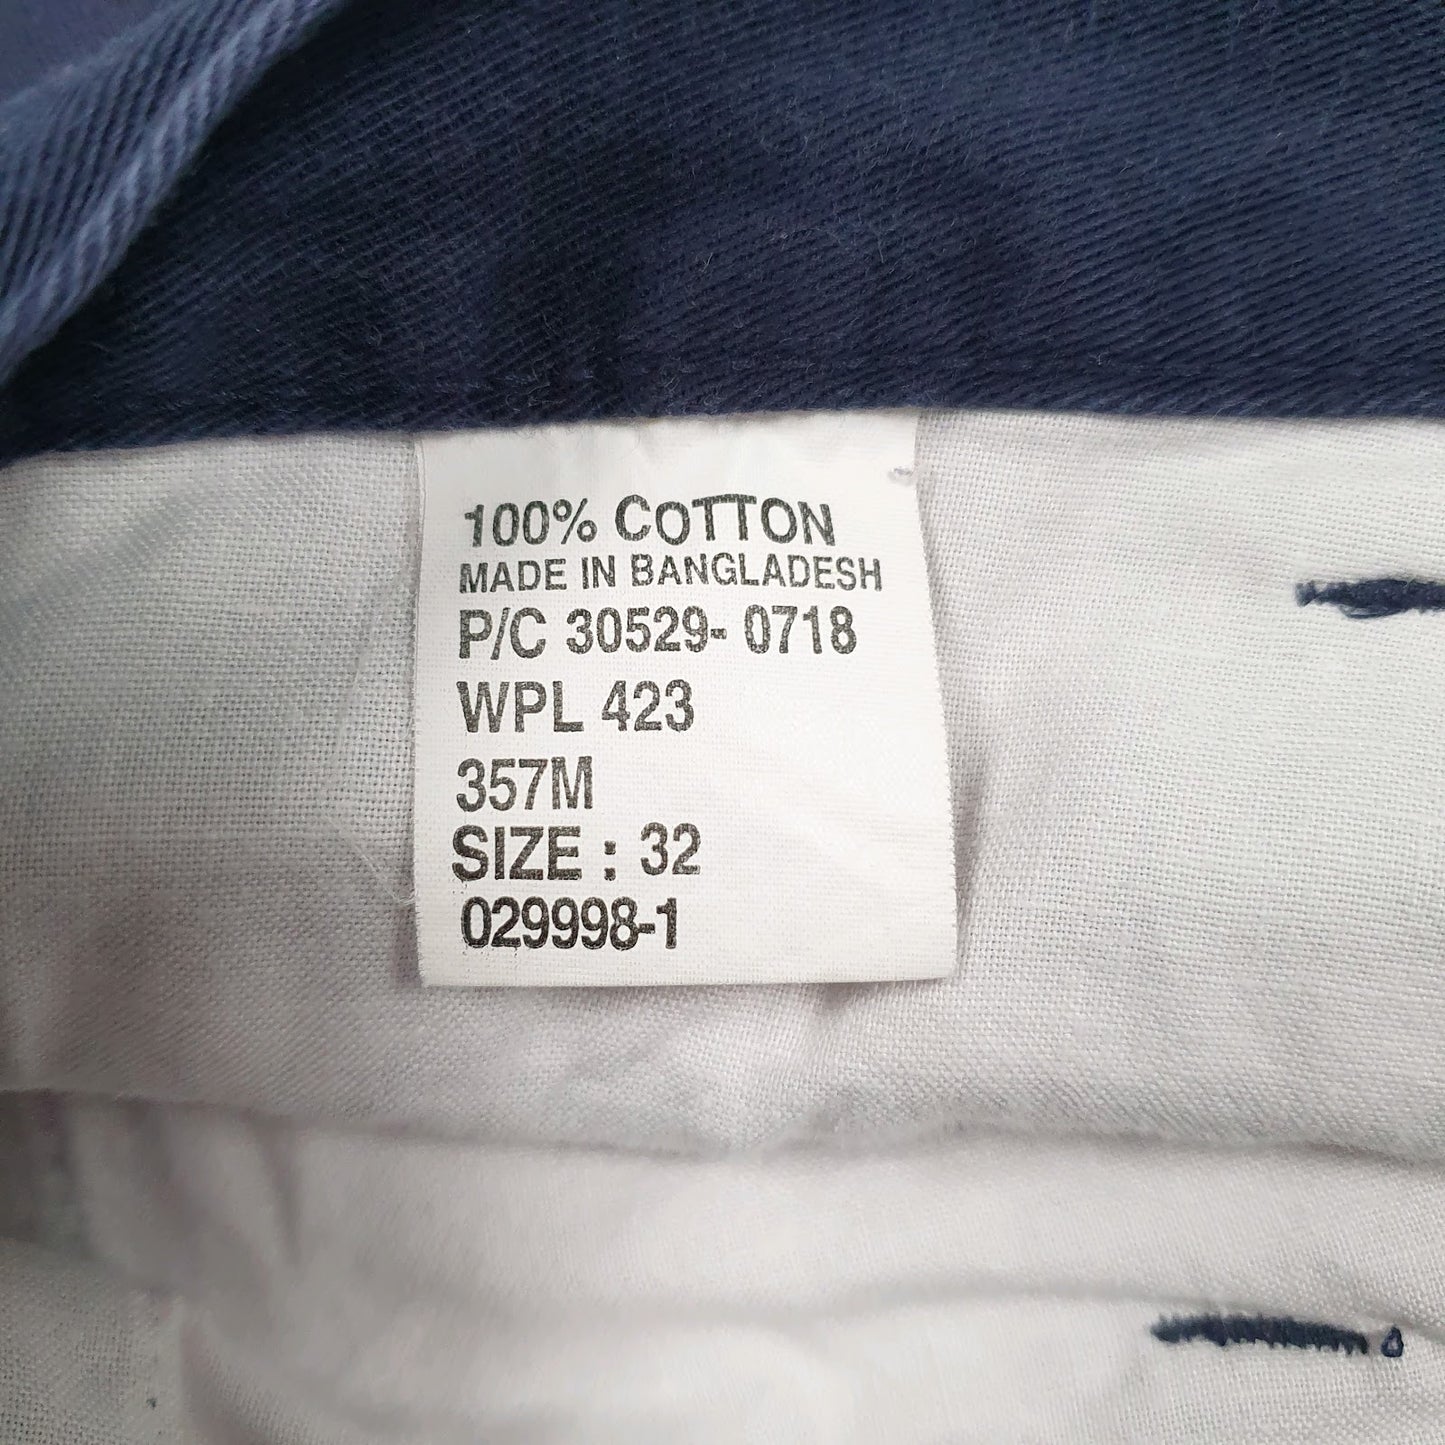 100% COTTON
MADE IN BANGLADESH
P/C 30529- 0718
WPL 423
357M
SIZE : 32
029998-1